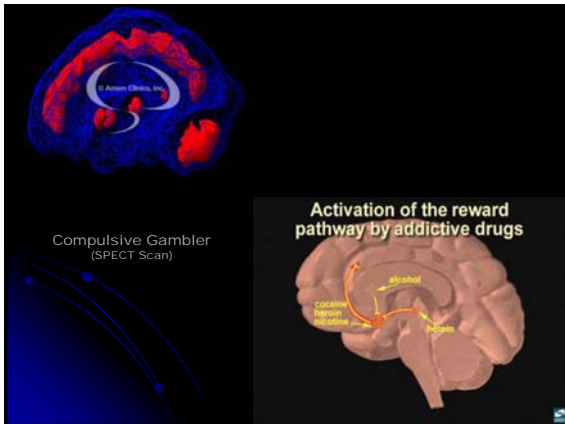 © Amen Clinics, Inc.
Compulsive Gambler
(SPECT Scan)
Activation of the reward
pathway by addictive drugs
alcohol
cocaine
heroin
nicotine
heroin